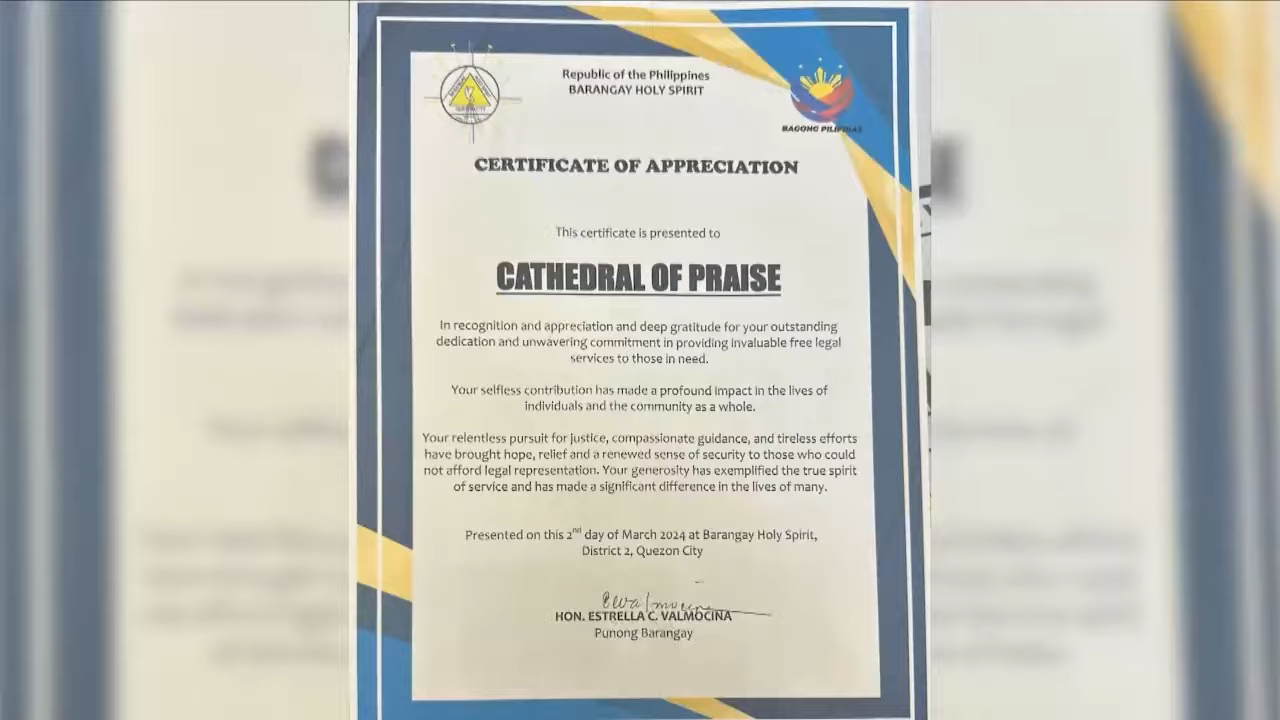 Republic of the Philippines
BARANGAY HOLY SPIRIT
BAGONG PILIPINAS
CERTIFICATE OF APPRECIATION
This certificate is presented to
CATHEDRAL OF PRAISE
In recognition and appreciation and deep gratitude for your outstanding
dedication and unwavering commitment in providing invaluable free legal
services to those in need.
Your selfless contribution has made a profound impact in the lives of
individuals and the community as a whole.
Your relentless pursuit for justice, compassionate guidance, and tireless efforts
have brought hope, relief and a renewed sense of security to those who could
not afford legal representation. Your generosity has exemplified the true spirit
of service and has made a significant difference in the lives of many.
Presented on this 2nd day of March 2024 at Barangay Holy Spirit,
District 2, Quezon City
HON. ESTRELLA C. VALMOCINA
Punong Barangay